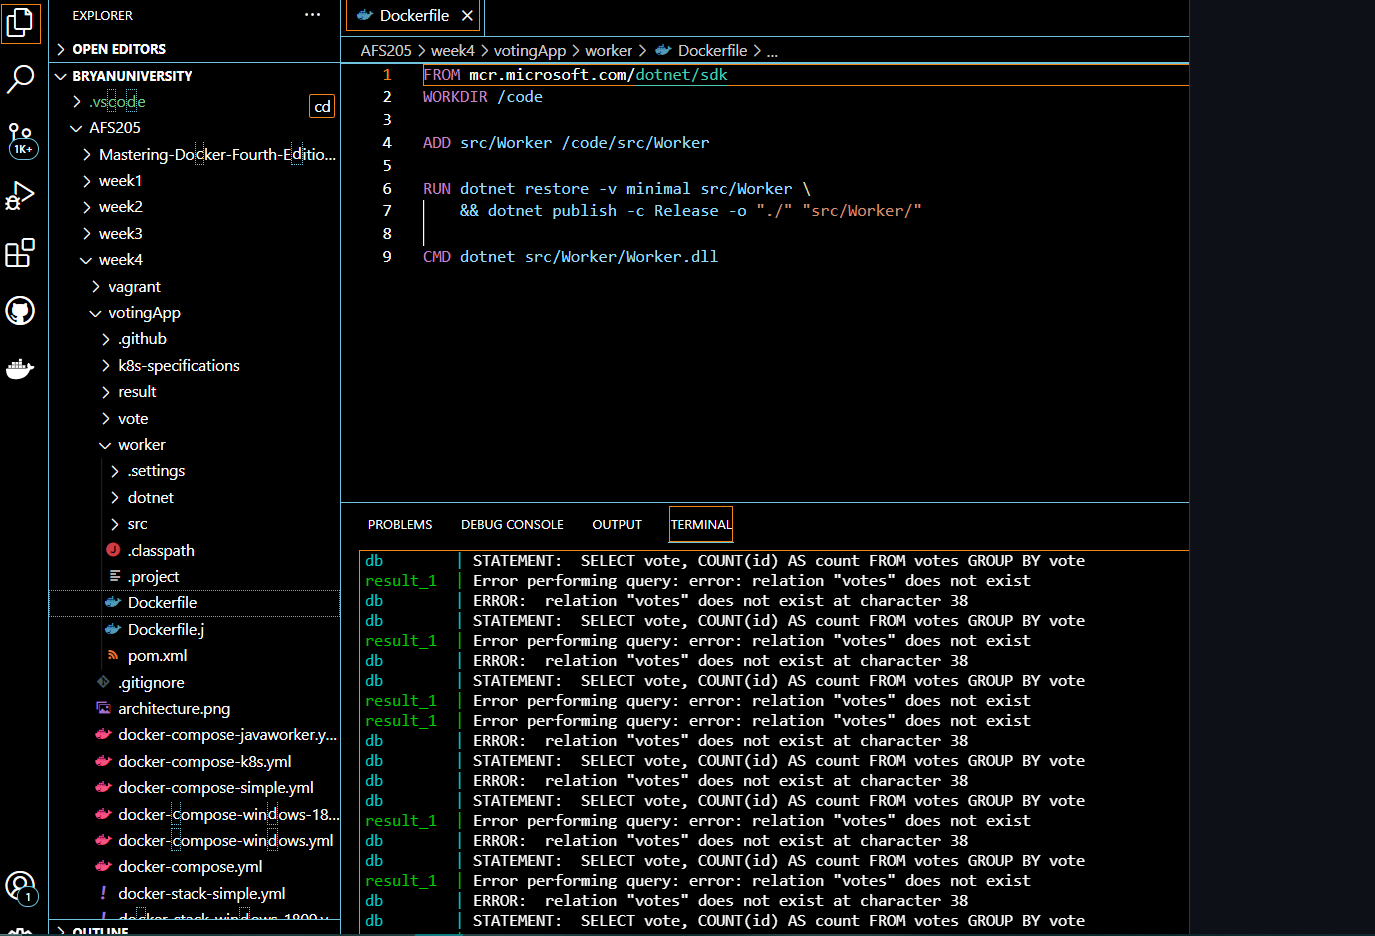 EXPLORER
OPEN EDITORS
BRYANUNIVERSITY
.vscode
cd
AFS205
Mastering-Docker-Fourth-Editio...
week1
1K+
week2
week3
week4
vagrant
votingApp
.github
k8s-specifications
result
vote
worker
.settings
dotnet
src
.classpath
.project
Dockerfile
Dockerfile.j
pom.xml
.gitignore
architecture.png
docker-compose-javaworker.y...
docker-compose-k8s.yml
docker-compose-simple.yml
docker-compose-windows-18...
docker-compose-windows.yml
docker-compose.yml
docker-stack-simple.yml
docker-stack-windows-1809.y
OUTLINE
1
Dockerfile
AFS205 > week4 > votingApp > worker > Dockerfile > ...
1 FROM mcr.microsoft.com/dotnet/sdk
2 WORKDIR /code
3
4 ADD src/Worker /code/src/Worker
5
6 RUN dotnet restore -v minimal src/Worker \
7 && dotnet publish -c Release -o "./" "src/Worker/"
8
9 CMD dotnet src/Worker/Worker.dll
PROBLEMS DEBUG CONSOLE OUTPUT TERMINAL
db | STATEMENT:  SELECT vote, COUNT(id) AS count FROM votes GROUP BY vote
result_1 | Error performing query: error: relation "votes" does not exist
db | ERROR:  relation "votes" does not exist at character 38
db | STATEMENT:  SELECT vote, COUNT(id) AS count FROM votes GROUP BY vote
result_1 | Error performing query: error: relation "votes" does not exist
db | ERROR:  relation "votes" does not exist at character 38
db | STATEMENT:  SELECT vote, COUNT(id) AS count FROM votes GROUP BY vote
result_1 | Error performing query: error: relation "votes" does not exist
result_1 | Error performing query: error: relation "votes" does not exist
db | ERROR:  relation "votes" does not exist at character 38
db | STATEMENT:  SELECT vote, COUNT(id) AS count FROM votes GROUP BY vote
db | ERROR:  relation "votes" does not exist at character 38
db | STATEMENT:  SELECT vote, COUNT(id) AS count FROM votes GROUP BY vote
result_1 | Error performing query: error: relation "votes" does not exist
db | ERROR:  relation "votes" does not exist at character 38
db | STATEMENT:  SELECT vote, COUNT(id) AS count FROM votes GROUP BY vote
result_1 | Error performing query: error: relation "votes" does not exist
db | ERROR:  relation "votes" does not exist at character 38
db | STATEMENT:  SELECT vote, COUNT(id) AS count FROM votes GROUP BY vote